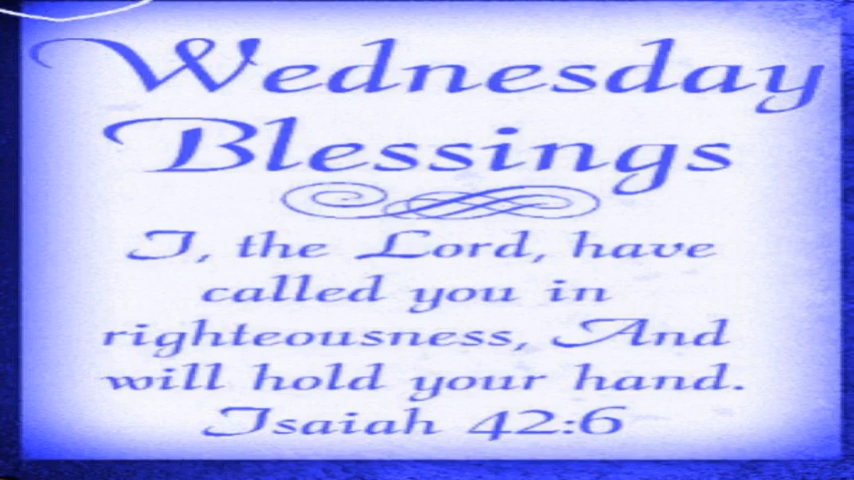 Wednesday
Blessings
I, the Lord, have
called you in
righteousness, And
will hold your hand.
Isaiah 42:6